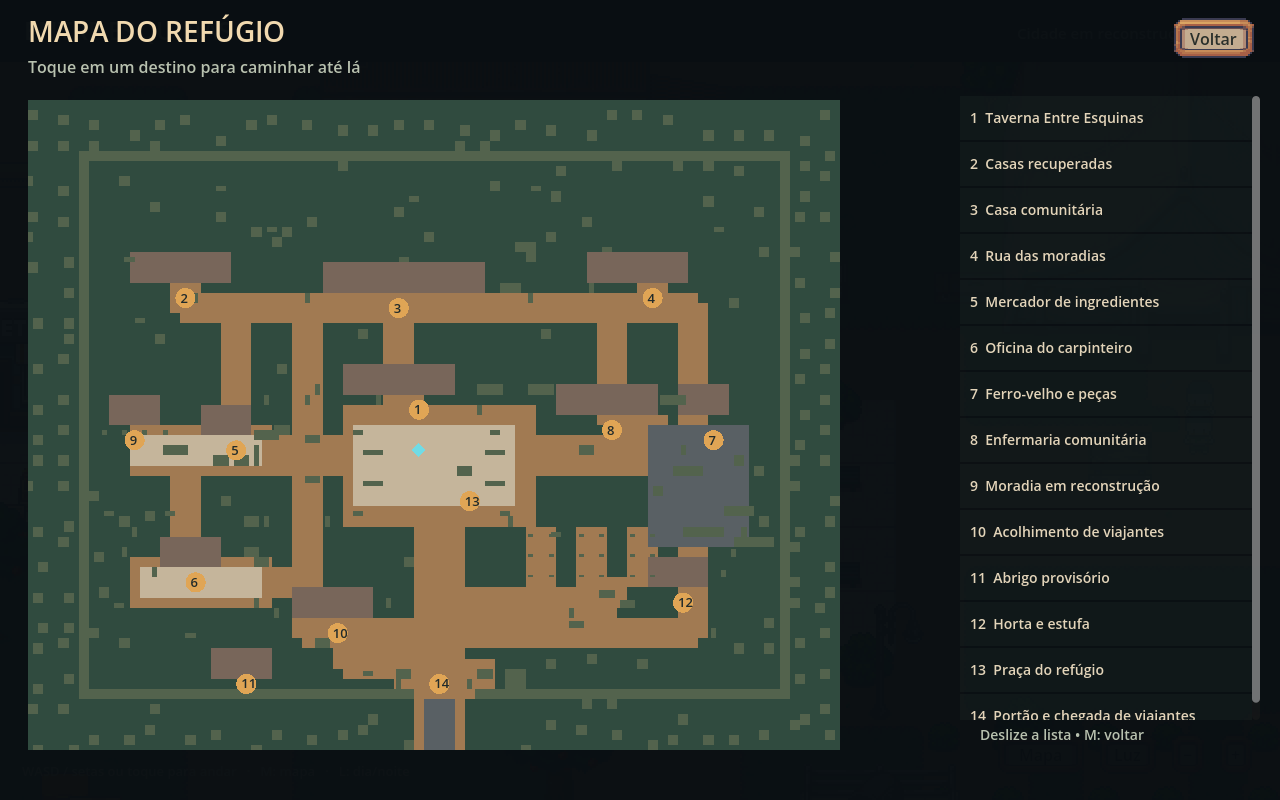 MAPA DO REFÚGIO
Toque em um destino para caminhar até lá
Voltar
1 Taverna Entre Esquinas
2 Casas recuperadas
3 Casa comunitária
4 Rua das moradias
5 Mercador de ingredientes
6 Oficina do carpinteiro
7 Ferro-velho e peças
8 Enfermaria comunitária
9 Moradia em reconstrução
10 Acolhimento de viajantes
11 Abrigo provisório
12 Horta e estufa
13 Praça do refúgio
14 Portão e chegada de viajantes
Deslize a lista • M: voltar
2
3
4
1
8
7
9
5
13
6
12
10
11
14